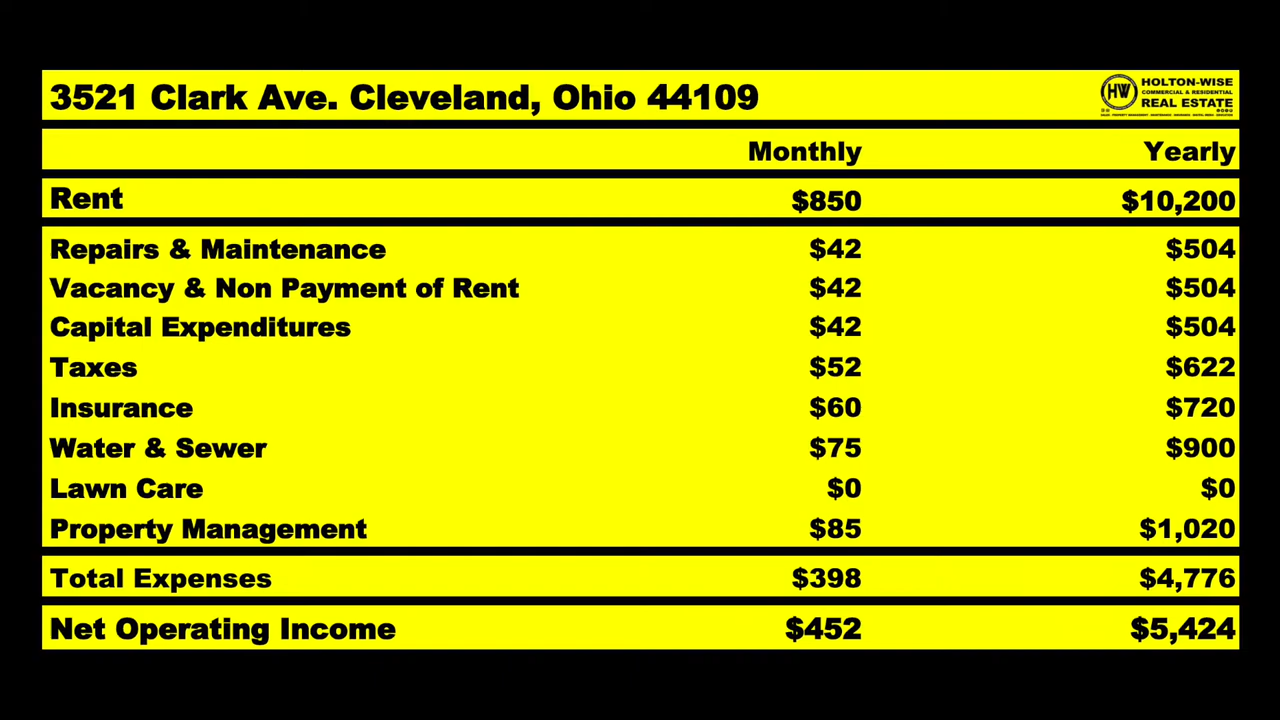 3521 Clark Ave. Cleveland, Ohio 44109
HOLTON-WISE
COMMERCIAL & RESIDENTIAL
REAL ESTATE
HW
Monthly Yearly
Rent $850 $10,200
Repairs & Maintenance $42 $504
Vacancy & Non Payment of Rent $42 $504
Capital Expenditures $42 $504
Taxes $52 $622
Insurance $60 $720
Water & Sewer $75 $900
Lawn Care $0 $0
Property Management $85 $1,020
Total Expenses $398 $4,776
Net Operating Income $452 $5,424